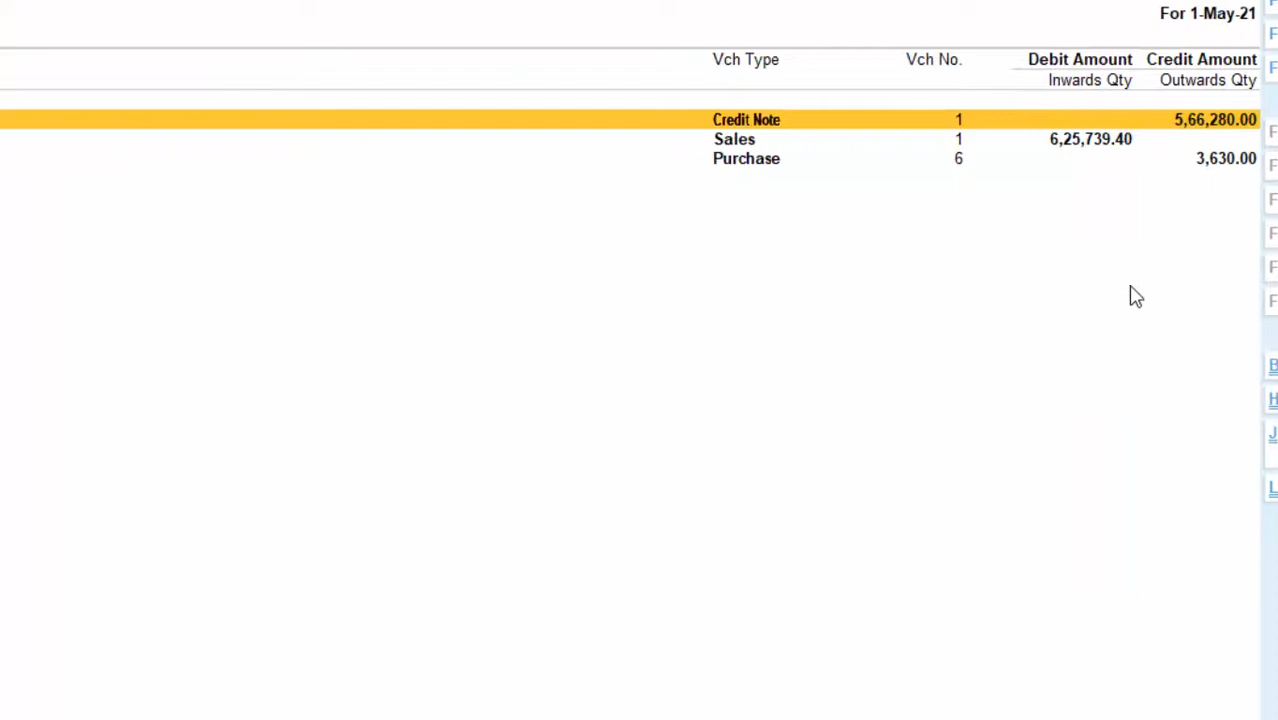 For 1-May-21
Vch Type Vch No. Debit Amount Credit Amount
Inwards Qty Outwards Qty
Credit Note 1 5,66,280.00
Sales 1 6,25,739.40
Purchase 6 3,630.00
F
F
F
F
F
F
F
F
B
H
J
L